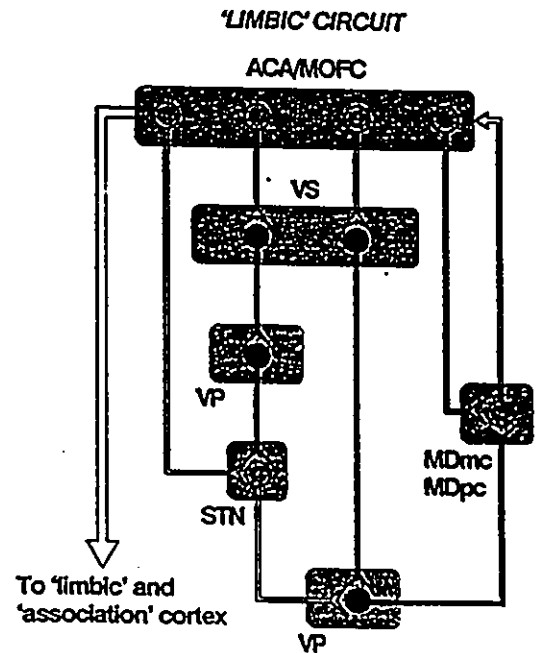 'LIMBIC' CIRCUIT
ACA/MOFC
VS
VP
STN
MDmc
MDpc
To 'limbic' and
'association' cortex
VP